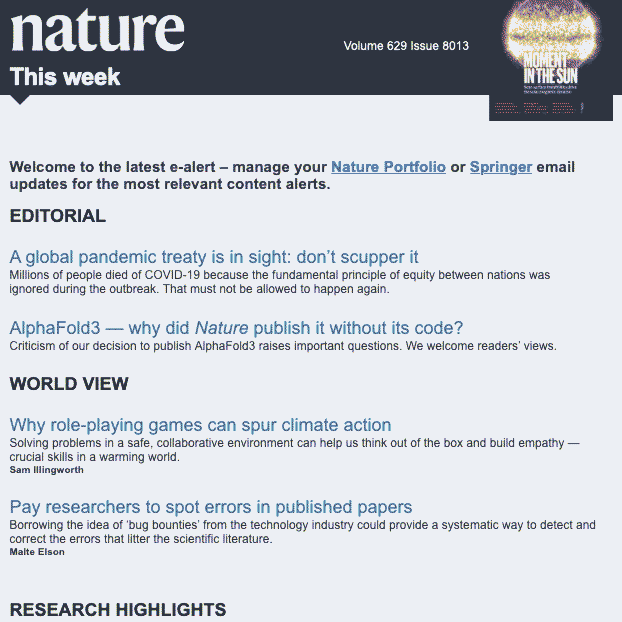 nature
Volume 629 Issue 8013
This week
MOMENT
IN THE SUN
Welcome to the latest e-alert – manage your Nature Portfolio or Springer email
updates for the most relevant content alerts.
EDITORIAL
A global pandemic treaty is in sight: don’t scupper it
Millions of people died of COVID-19 because the fundamental principle of equity between nations was
ignored during the outbreak. That must not be allowed to happen again.
AlphaFold3 — why did Nature publish it without its code?
Criticism of our decision to publish AlphaFold3 raises important questions. We welcome readers’ views.
WORLD VIEW
Why role-playing games can spur climate action
Solving problems in a safe, collaborative environment can help us think out of the box and build empathy —
crucial skills in a warming world.
Sam Illingworth
Pay researchers to spot errors in published papers
Borrowing the idea of ‘bug bounties’ from the technology industry could provide a systematic way to detect and
correct the errors that litter the scientific literature.
Malte Elson
RESEARCH HIGHLIGHTS